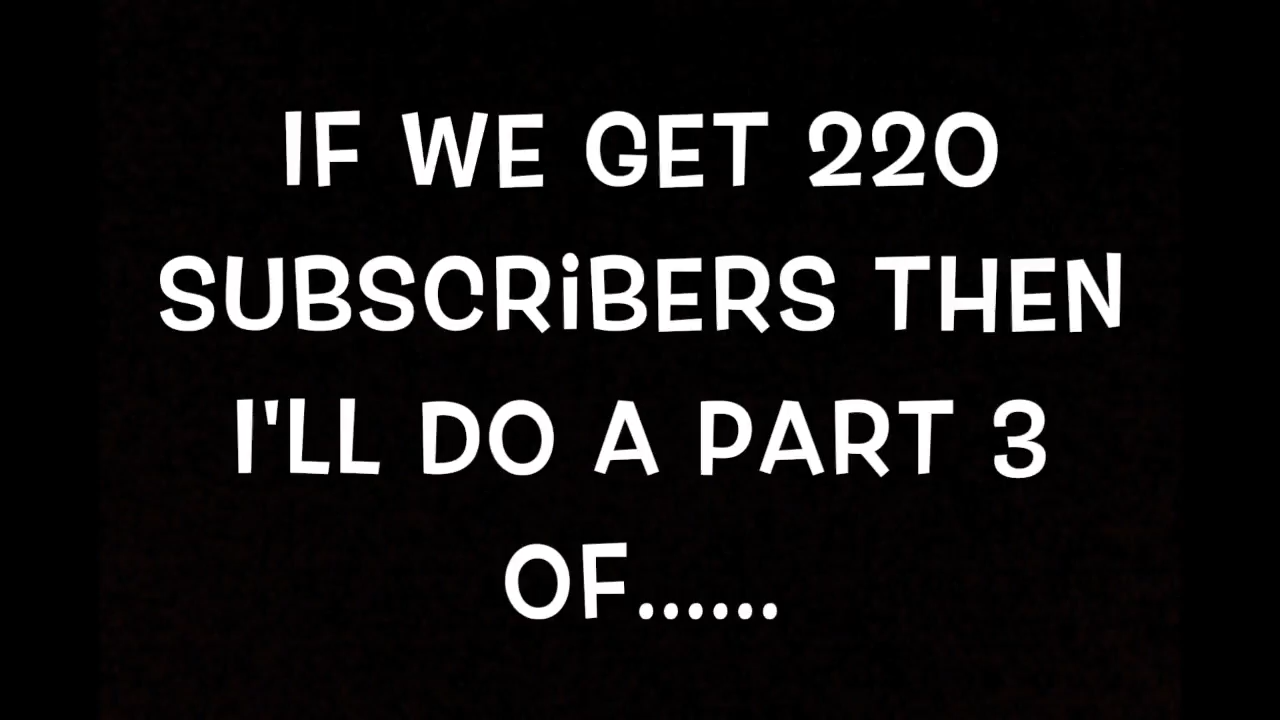 IF WE GET 220
SUBSCRiBERS THEN
I'LL DO A PART 3
OF......